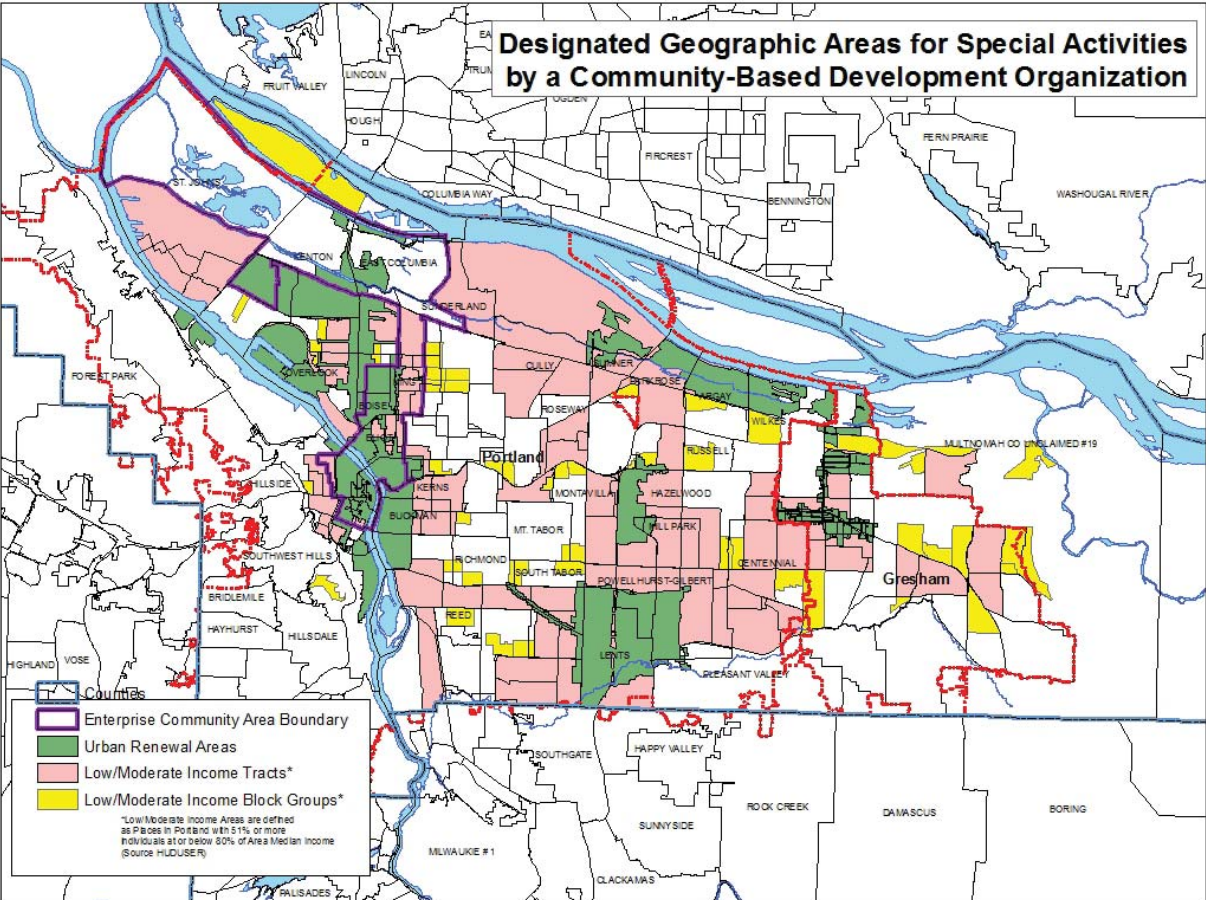 Designated Geographic Areas for Special Activities
by a Community-Based Development Organization
LINCOLN
FRUIT VALLEY
OGDEN
HOUGH
FERN PRAIRIE
FIRCREST
ST. JOHNS
COLUMBIA WAY
WASHOUGAL RIVER
BENNINGTON
KENTON
EAST COLUMBIA
SUNDERLAND
FOREST PARK
OVERLOOK
KING
CULLY
SUMNER
PARKROSE
BOISE
ROSEWAY
ARGAY
WILKES
ELIOT
Portland
RUSSELL
MULTNOMAH CO UNCLAIMED #19
HILLSIDE
KERNS
MONTAVILLA
HAZELWOOD
BUCKMAN
MT. TABOR
MILL PARK
SOUTHWEST HILLS
RICHMOND
SOUTH TABOR
POWELLHURST-GILBERT
CENTENNIAL
Gresham
BRIDLEMILE
REED
HAYHURST
HILLSDALE
HIGHLAND
VOSE
LENTS
PLEASANT VALLEY
Counties
Enterprise Community Area Boundary
Urban Renewal Areas
Low/Moderate Income Tracts*
Low/Moderate Income Block Groups*
*Low/Moderate Income Areas are defined
as Places in Portland with 51% or more
individuals at or below 80% of Area Median Income
(Source HUDUSER)
SOUTHGATE
HAPPY VALLEY
ROCK CREEK
DAMASCUS
BORING
SUNNYSIDE
MILWAUKIE #1
CLACKAMAS
PALISADES